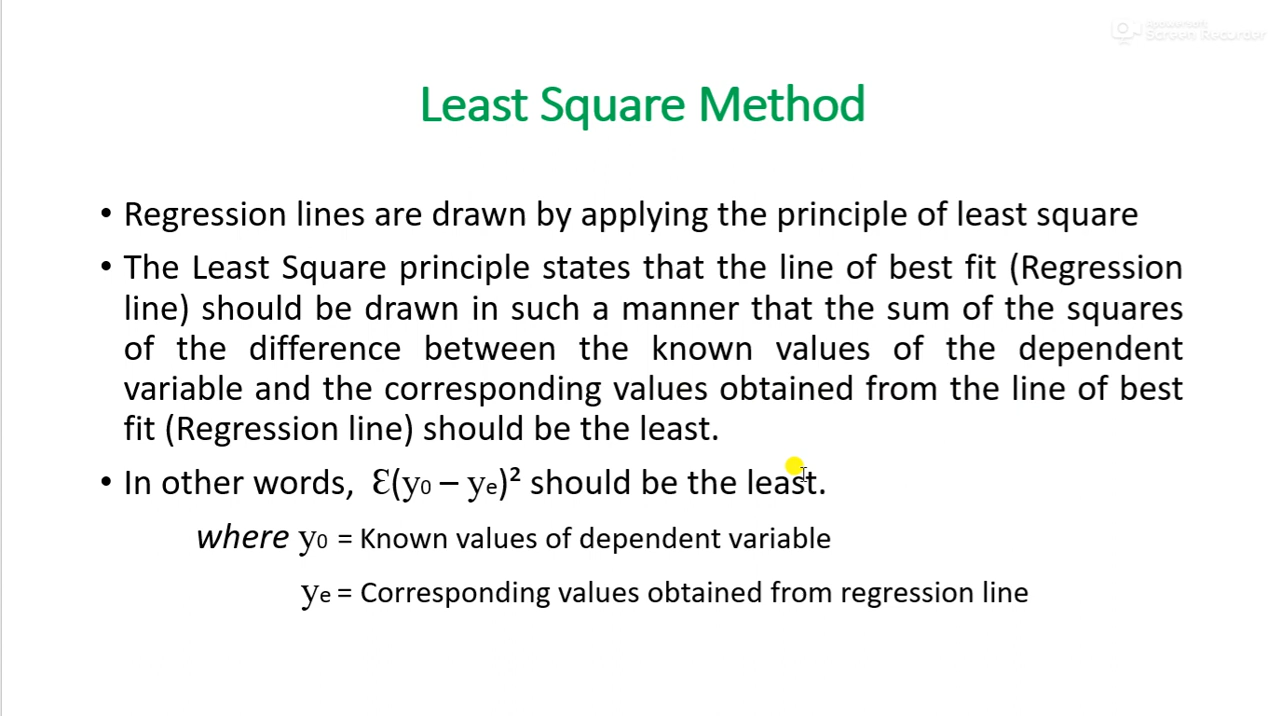 Apowersoft
Screen Recorder
Least Square Method
• Regression lines are drawn by applying the principle of least square
• The Least Square principle states that the line of best fit (Regression
line) should be drawn in such a manner that the sum of the squares
of the difference between the known values of the dependent
variable and the corresponding values obtained from the line of best
fit (Regression line) should be the least.
• In other words, Ɛ(y₀ – yₑ)² should be the least.
where y₀ = Known values of dependent variable
yₑ = Corresponding values obtained from regression line